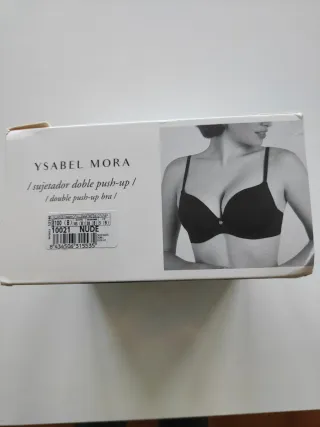 YSABEL MORA
/ sujetador doble push-up /
/ double push-up bra /
10021 NUDE